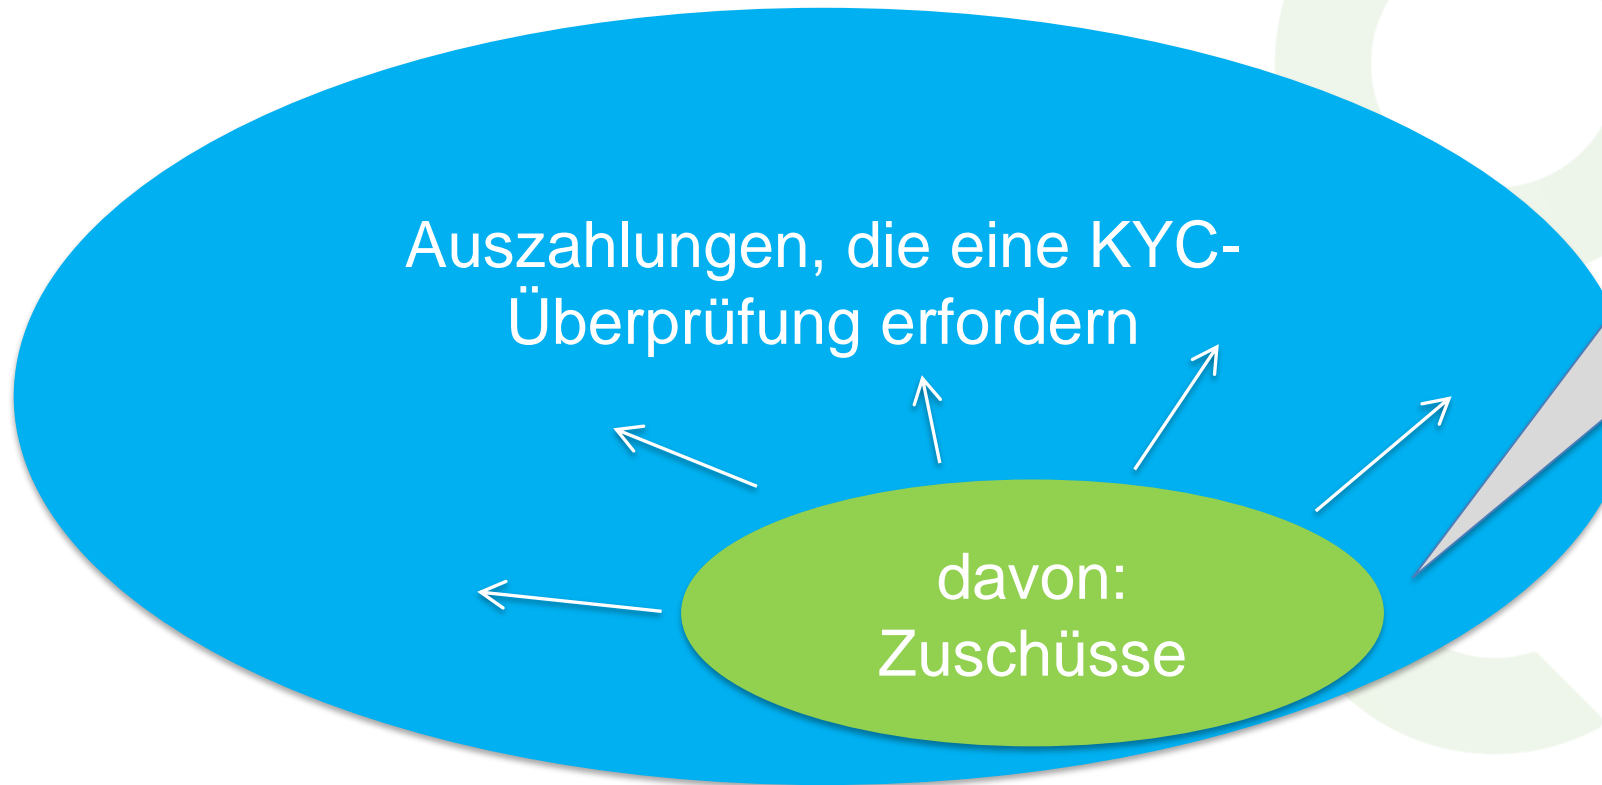 Auszahlungen, die eine KYC-
Überprüfung erfordern
davon:
Zuschüsse